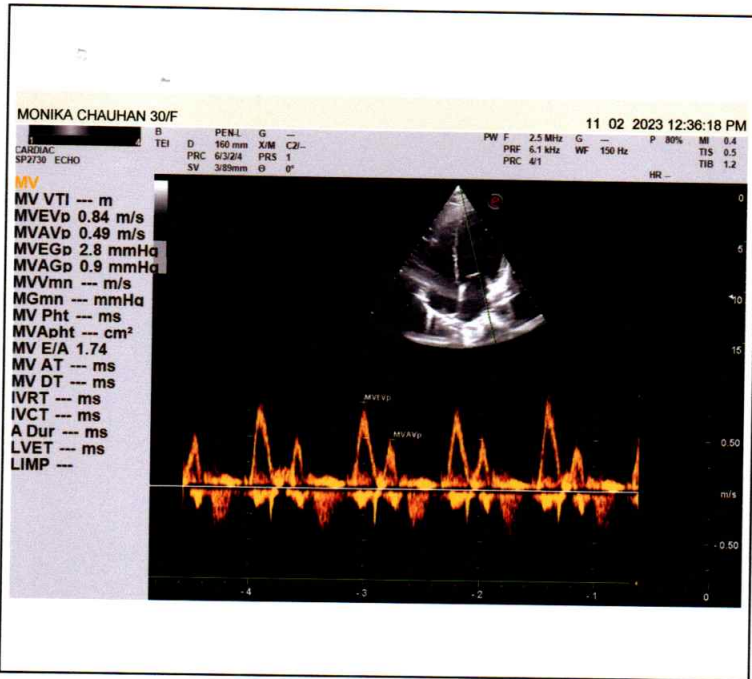 MONIKA CHAUHAN 30/F
11 02 2023 12:36:18 PM
1 4
CARDIAC
SP2730 ECHO
B PEN-L G ---
TEI D 160 mm X/M C2/--
PRC 6/3/2/4 PRS 1
SV 3/89mm Θ 0°
PW F 2.5 MHz G --- P 80% MI 0.4
PRF 6.1 kHz WF 150 Hz TIS 0.5
PRC 4/1 TIB 1.2
HR --
MV
MV VTI --- m
MVEVp 0.84 m/s
MVAVp 0.49 m/s
MVEGp 2.8 mmHg
MVAGp 0.9 mmHg
MVVmn --- m/s
MGmn --- mmHg
MV Pht --- ms
MVApht --- cm²
MV E/A 1.74
MV AT --- ms
MV DT --- ms
IVRT --- ms
IVCT --- ms
A Dur --- ms
LVET --- ms
LIMP ---
P
0
5
10
15
MVEVp
MVAVp
0.50
m/s
- 0.50
- 4 - 3 - 2 - 1 0